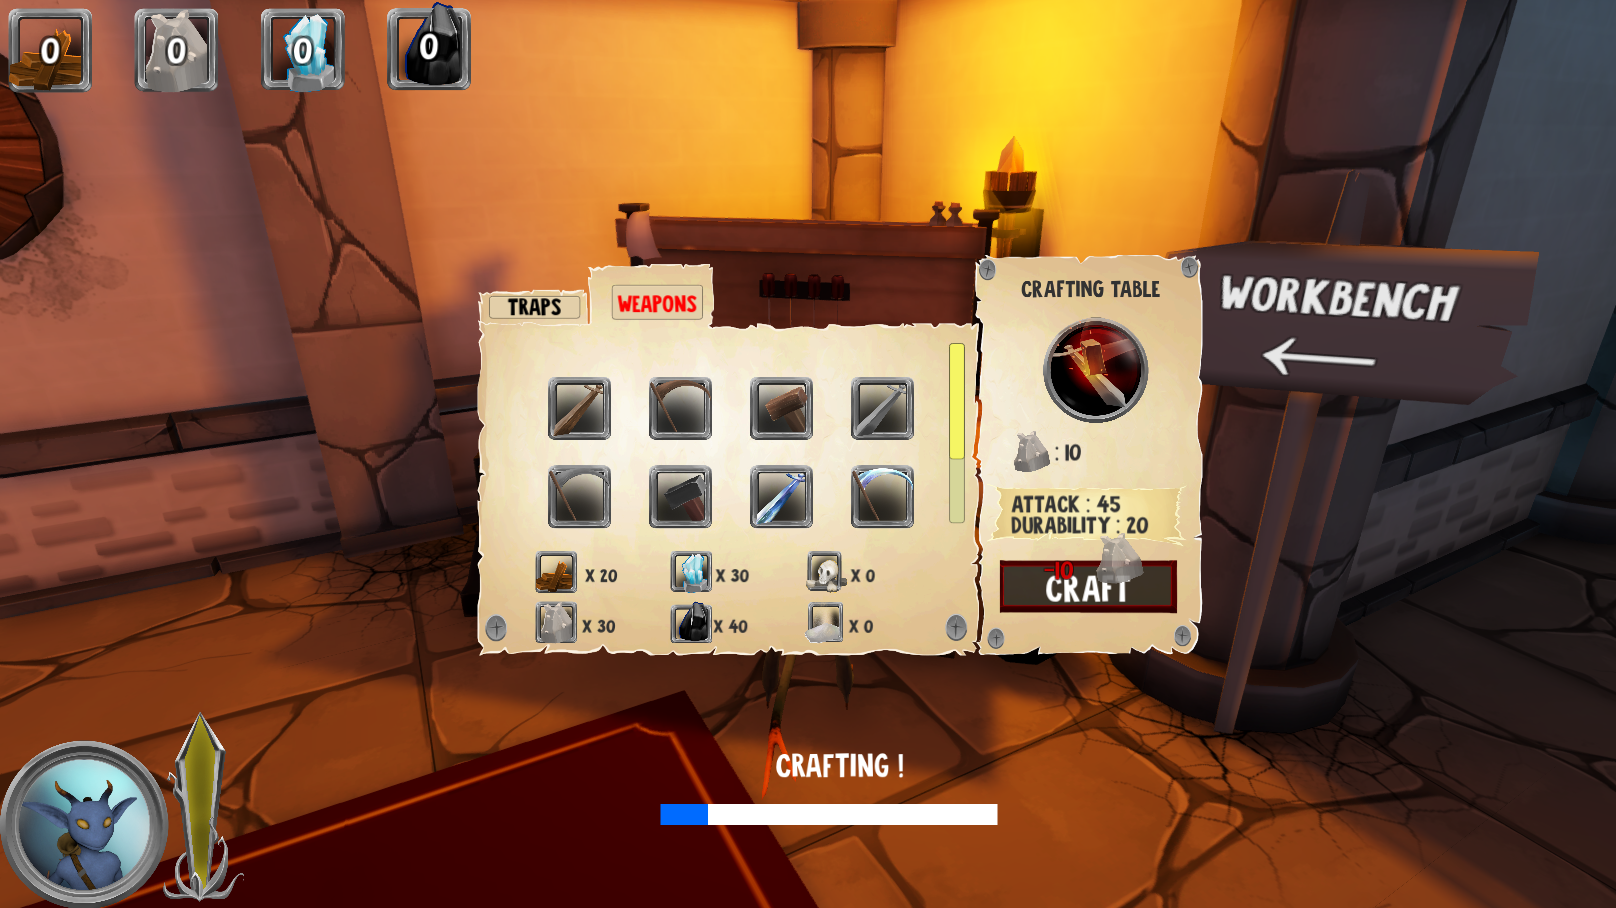 0 0 0 0
TRAPS
WEAPONS
CRAFTING TABLE
WORKBENCH
: 10
ATTACK : 45
DURABILITY : 20
-10
CRAFT
X 20 X 30 X 0
X 30 X 40 X 0
CRAFTING !